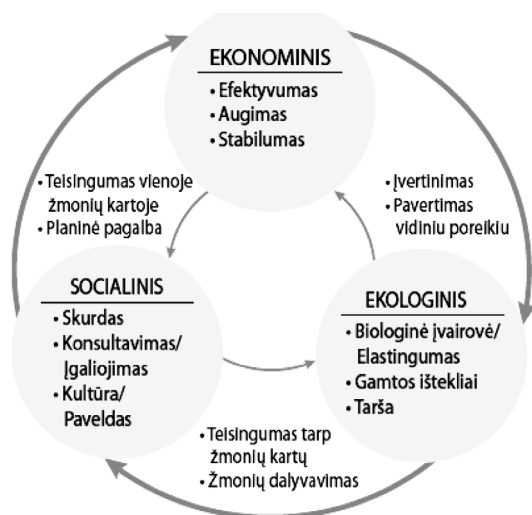 EKONOMINIS
• Efektyvumas
• Augimas
• Stabilumas
• Teisingumas vienoje
žmonių kartoje
• Planinė pagalba
• Įvertinimas
• Pavertimas
vidiniu poreikiu
SOCIALINIS
• Skurdas
• Konsultavimas/
Įgaliojimas
• Kultūra/
Paveldas
EKOLOGINIS
• Biologinė įvairovė/
Elastingumas
• Gamtos ištekliai
• Tarša
• Teisingumas tarp
žmonių kartų
• Žmonių dalyvavimas